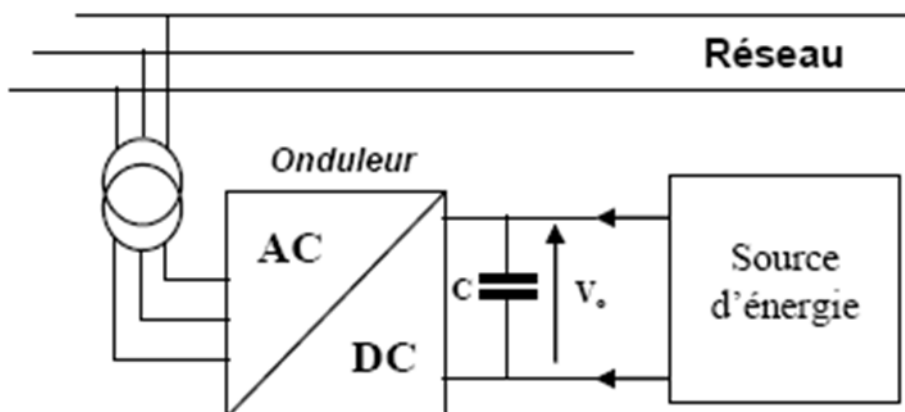 Réseau
Onduleur
AC
DC
C
V₀
Source
d'énergie